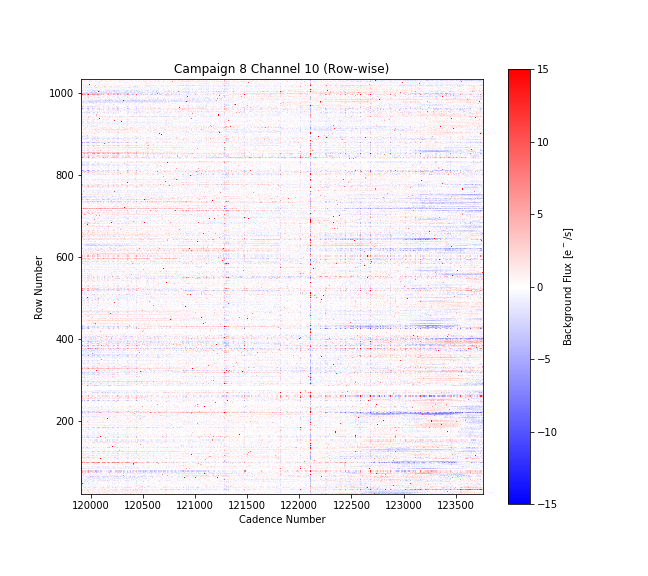 Campaign 8 Channel 10 (Row-wise)
1000
800
600
400
200
Row Number
120000 120500 121000 121500 122000 122500 123000 123500
Cadence Number
15
10
5
0
−5
−10
−15
Background Flux [e⁻/s]